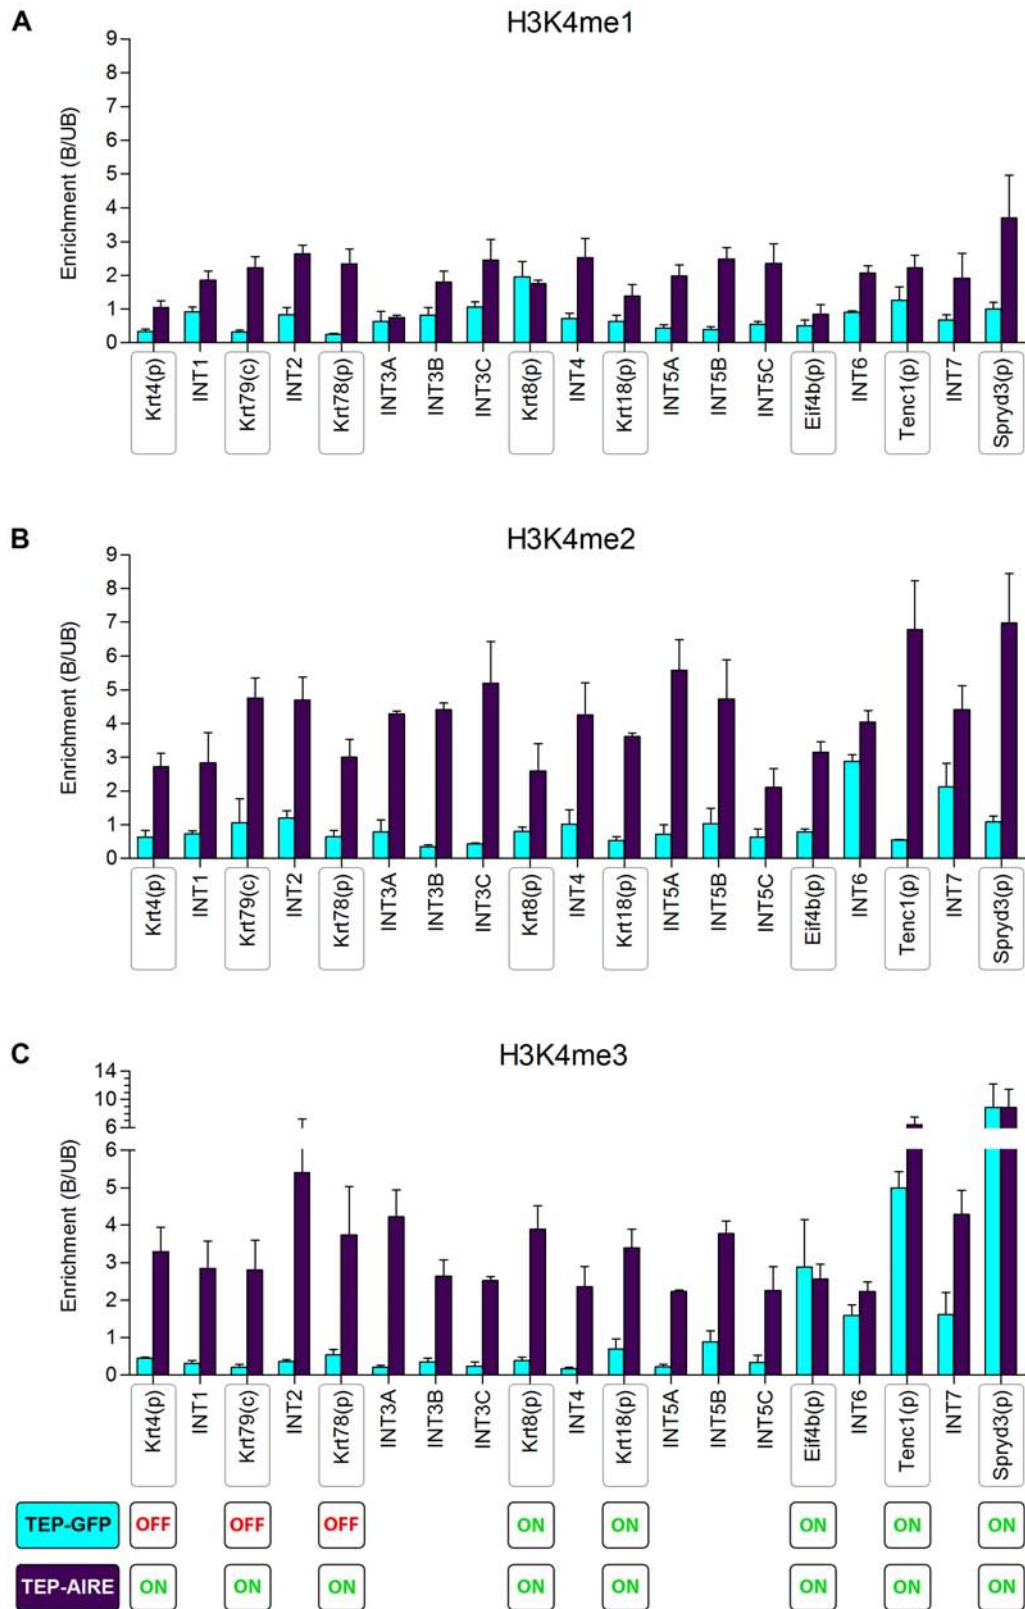 A
H3K4me1
Enrichment (B/UB)
9
8
7
6
5
4
3
2
1
0
Krt4(p)
INT1
Krt79(c)
INT2
Krt78(p)
INT3A
INT3B
INT3C
Krt8(p)
INT4
Krt18(p)
INT5A
INT5B
INT5C
Eif4b(p)
INT6
Tenc1(p)
INT7
Spryd3(p)
B
H3K4me2
Enrichment (B/UB)
9
8
7
6
5
4
3
2
1
0
Krt4(p)
INT1
Krt79(c)
INT2
Krt78(p)
INT3A
INT3B
INT3C
Krt8(p)
INT4
Krt18(p)
INT5A
INT5B
INT5C
Eif4b(p)
INT6
Tenc1(p)
INT7
Spryd3(p)
C
H3K4me3
Enrichment (B/UB)
14
10
6
6
5
4
3
2
1
0
Krt4(p)
INT1
Krt79(c)
INT2
Krt78(p)
INT3A
INT3B
INT3C
Krt8(p)
INT4
Krt18(p)
INT5A
INT5B
INT5C
Eif4b(p)
INT6
Tenc1(p)
INT7
Spryd3(p)
TEP-GFP OFF OFF OFF ON ON ON ON ON
TEP-AIRE ON ON ON ON ON ON ON ON